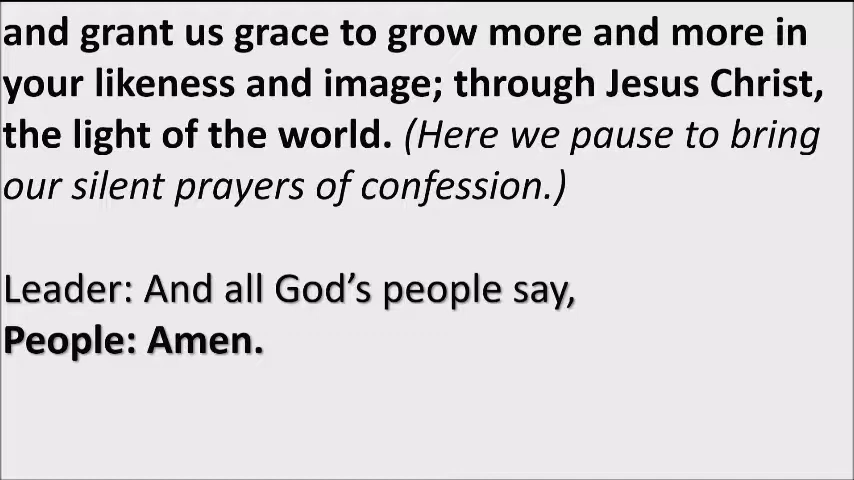 and grant us grace to grow more and more in
your likeness and image; through Jesus Christ,
the light of the world. (Here we pause to bring
our silent prayers of confession.)
Leader: And all God’s people say,
People: Amen.